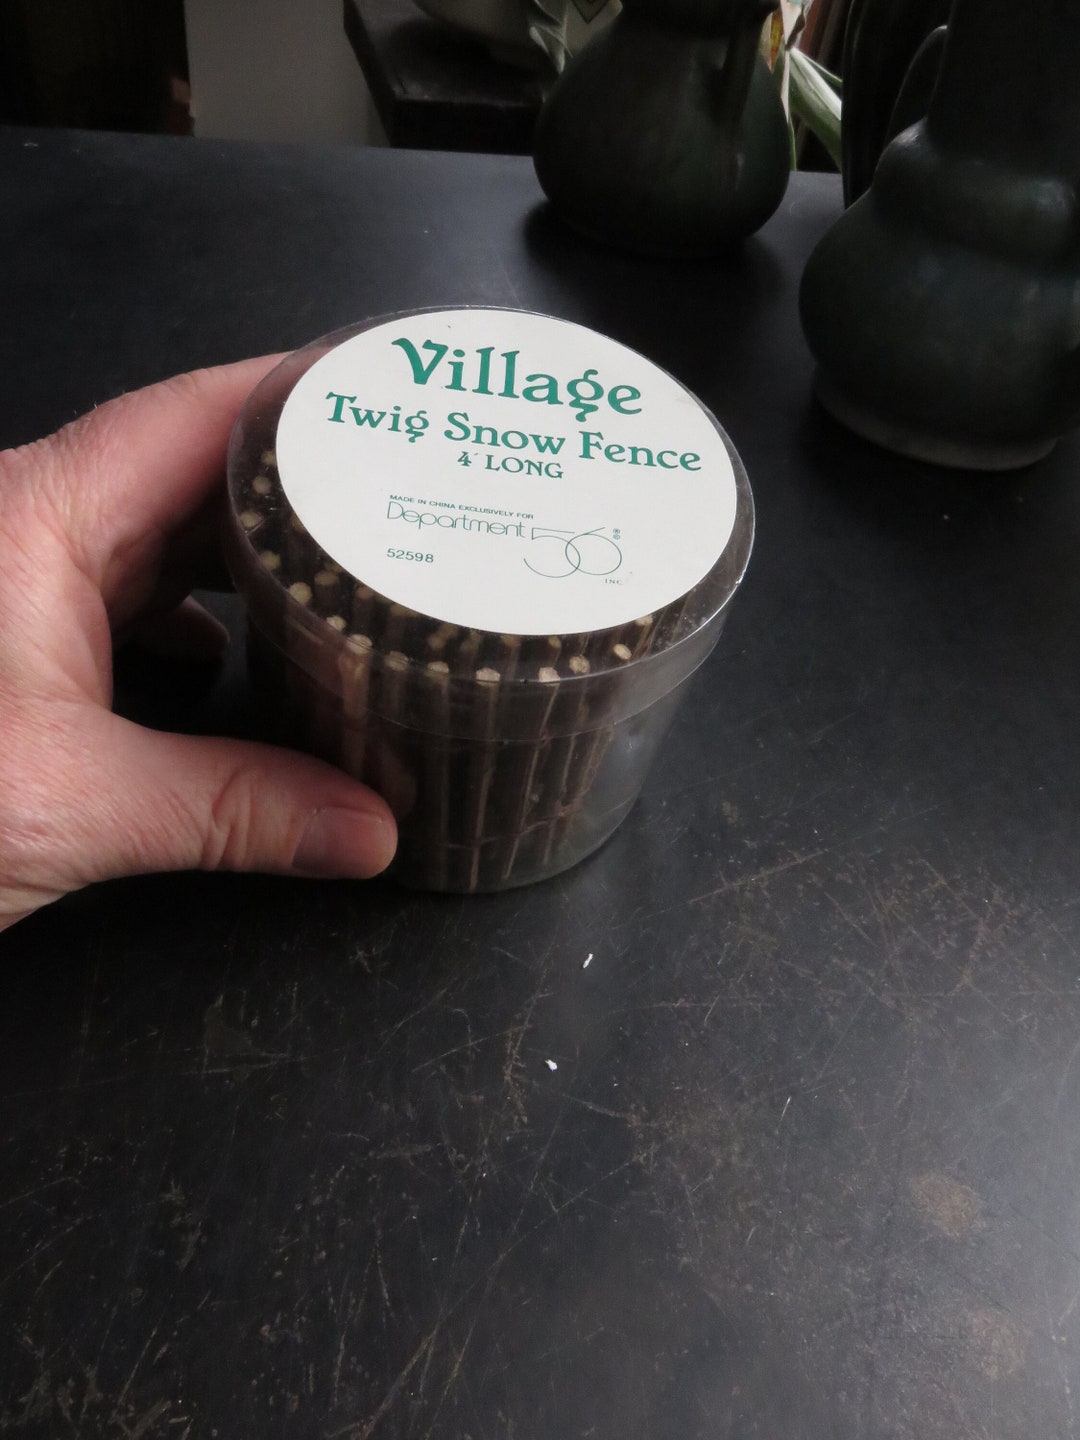 Village
Twig Snow Fence
4' LONG
MADE IN CHINA EXCLUSIVELY FOR
Department 56 ® ®
INC.
52598